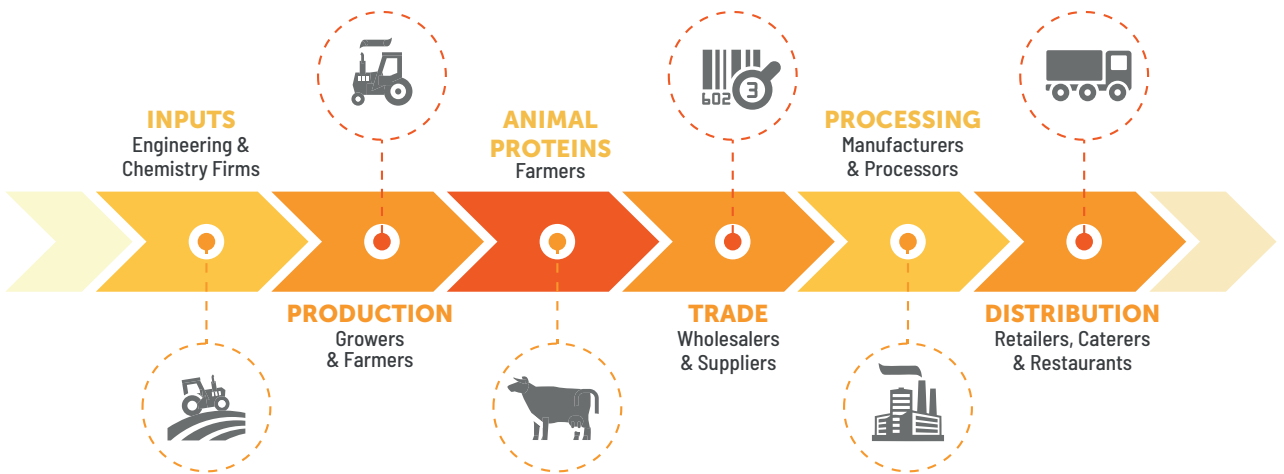 INPUTS
Engineering &
Chemistry Firms
PRODUCTION
Growers
& Farmers
ANIMAL
PROTEINS
Farmers
602
3
TRADE
Wholesalers
& Suppliers
PROCESSING
Manufacturers
& Processors
DISTRIBUTION
Retailers, Caterers
& Restaurants